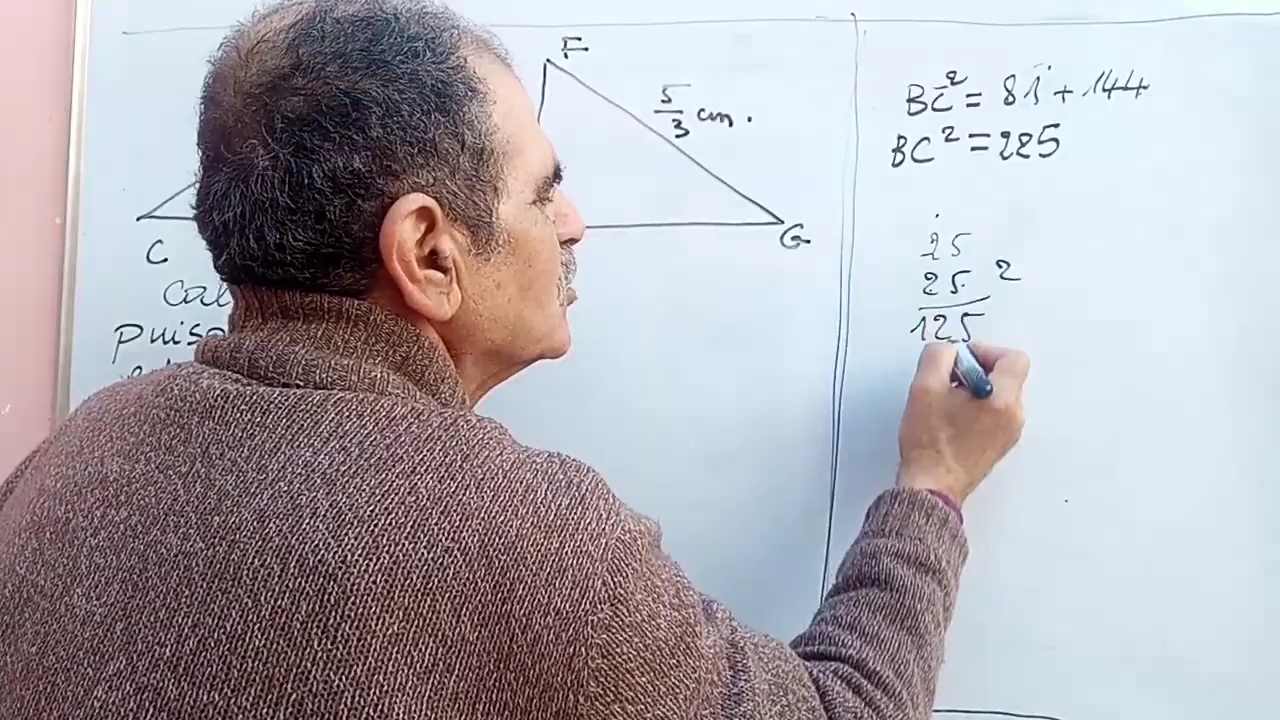 F
5/3 cm.
C
G
BC² = 81 + 144
BC² = 225
25
25 2
125